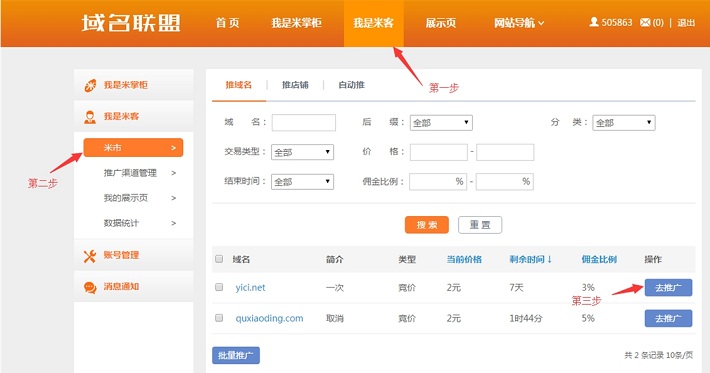 域名联盟 首 页 我是米掌柜 我是米客 展示页 网站导航 505863 (0) | 退出
第一步
我是米掌柜
我是米客
米市 >
第二步
推广渠道管理 >
我的展示页 >
数据统计 >
账号管理
消息通知
推域名 推店铺 自动推
域 名： 后 缀： 全部 分 类： 全部
交易类型： 全部 价 格： -
结束时间： 全部 佣金比例： % - %
搜 索 重 置
域名 简介 类型 当前价格 剩余时间↓ 佣金比例 操作
yici.net 一次 竞价 2元 7天 3% 去推广
第三步
quxiaoding.com 取消 竞价 2元 1时44分 5% 去推广
批量推广 共 2 条记录 10条/页